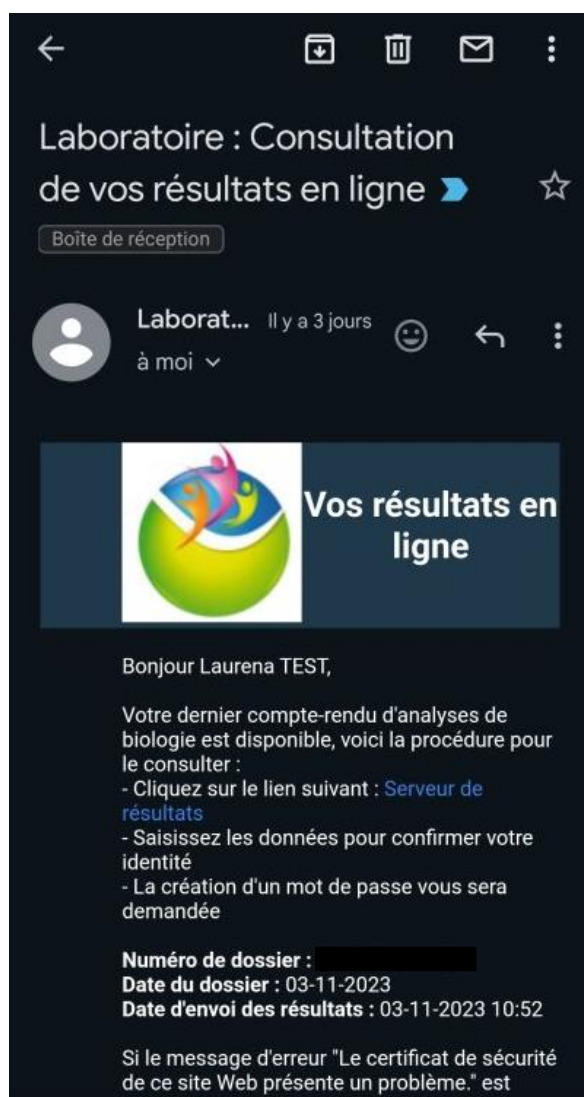 Laboratoire : Consultation
de vos résultats en ligne
Boîte de réception
Laborat... Il y a 3 jours
à moi
Vos résultats en
ligne
Bonjour Laurena TEST,
Votre dernier compte-rendu d'analyses de
biologie est disponible, voici la procédure pour
le consulter :
- Cliquez sur le lien suivant : Serveur de
résultats
- Saisissez les données pour confirmer votre
identité
- La création d'un mot de passe vous sera
demandée
Numéro de dossier :
Date du dossier : 03-11-2023
Date d'envoi des résultats : 03-11-2023 10:52
Si le message d'erreur "Le certificat de sécurité
de ce site Web présente un problème." est